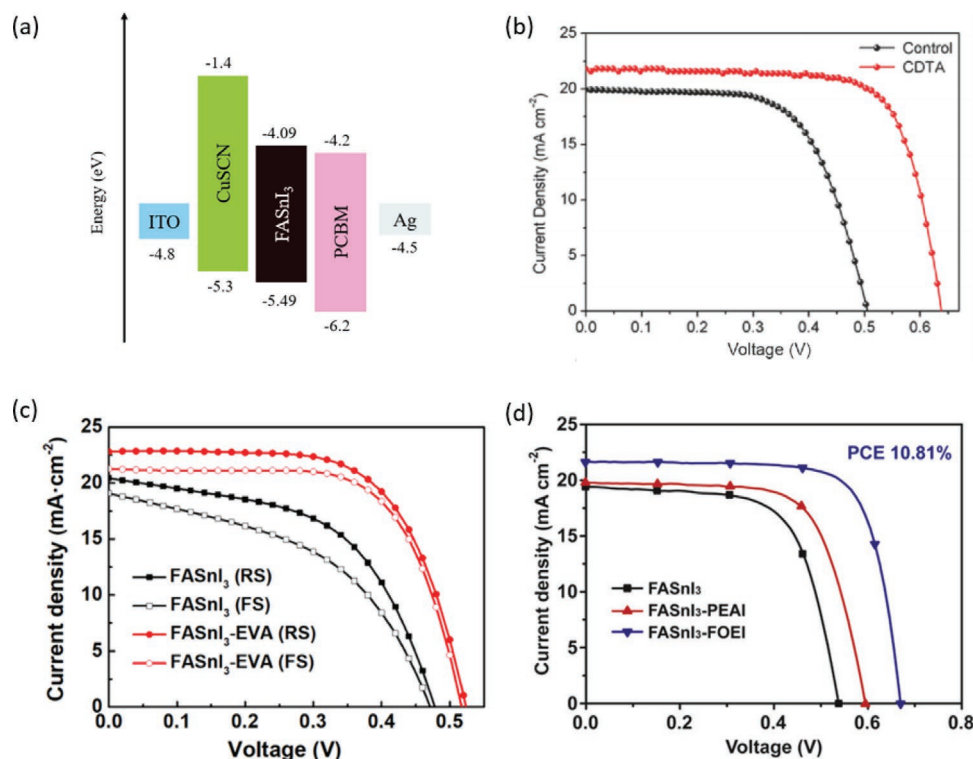 (a)
Energy (eV)
ITO
-4.8
-1.4
CuSCN
-5.3
-4.09
FASnI₃
-5.49
-4.2
PCBM
-6.2
Ag
-4.5
(b)
Current Density (mA cm⁻²)
25
20
15
10
5
0
Control
CDTA
0.0 0.1 0.2 0.3 0.4 0.5 0.6
Voltage (V)
(c)
Current density (mA·cm⁻²)
25
20
15
10
5
0
FASnI₃ (RS)
FASnI₃ (FS)
FASnI₃-EVA (RS)
FASnI₃-EVA (FS)
0.0 0.1 0.2 0.3 0.4 0.5
Voltage (V)
(d)
Current density (mA cm⁻²)
25
20
15
10
5
0
PCE 10.81%
FASnI₃
FASnI₃-PEAI
FASnI₃-FOEI
0.0 0.2 0.4 0.6 0.8
Voltage (V)